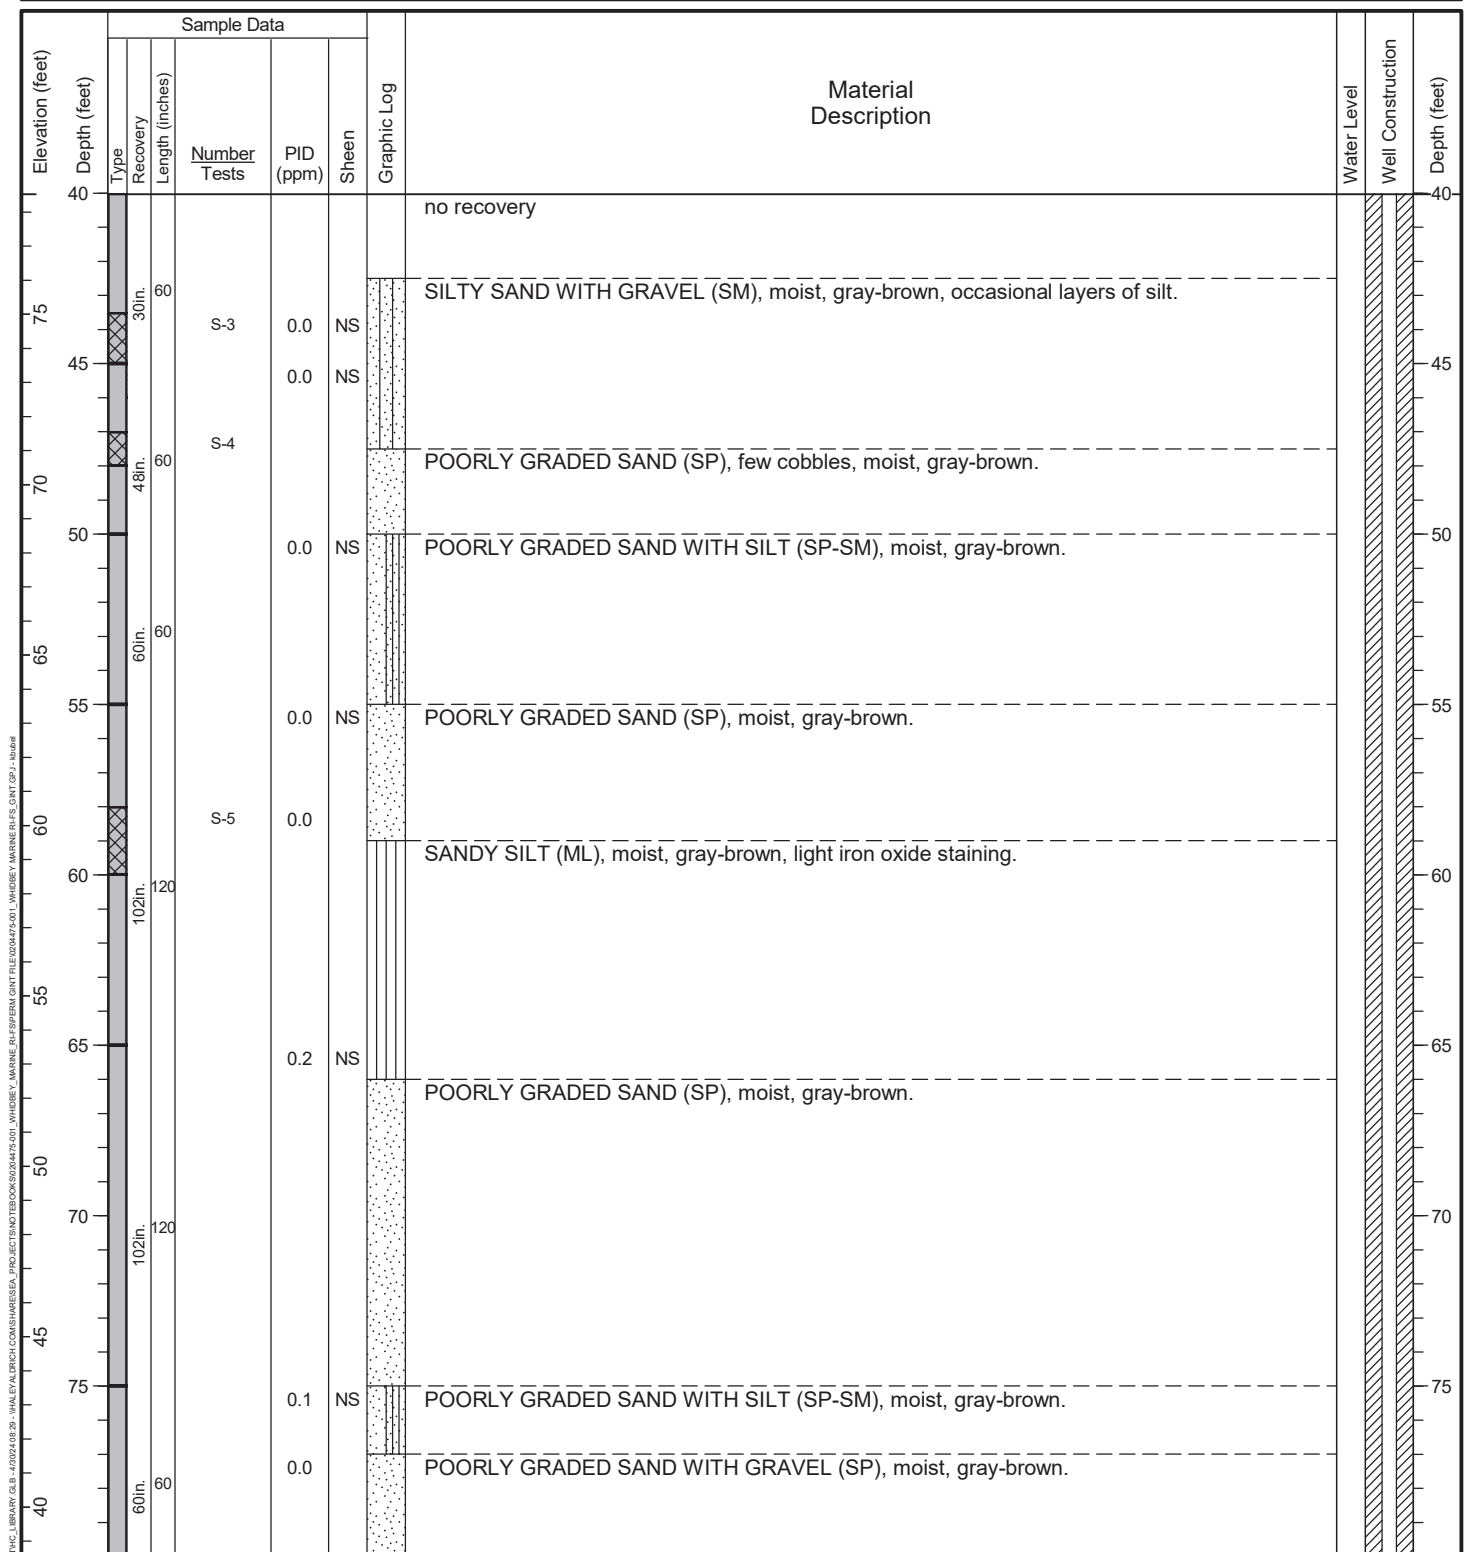 Sample Data
Elevation (feet)
Depth (feet)
Type
Recovery
Length (inches)
Number
Tests
PID
(ppm)
Sheen
Graphic Log
Material
Description
Water Level
Well Construction
Depth (feet)
40
40
no recovery
30in.
60
SILTY SAND WITH GRAVEL (SM), moist, gray-brown, occasional layers of silt.
75
S-3
0.0
NS
45
0.0
NS
45
S-4
48in.
60
POORLY GRADED SAND (SP), few cobbles, moist, gray-brown.
70
50
0.0
NS
POORLY GRADED SAND WITH SILT (SP-SM), moist, gray-brown.
50
60in.
60
65
55
0.0
NS
POORLY GRADED SAND (SP), moist, gray-brown.
55
60
S-5
0.0
SANDY SILT (ML), moist, gray-brown, light iron oxide staining.
60
60
102in.
120
55
65
0.2
NS
65
POORLY GRADED SAND (SP), moist, gray-brown.
50
70
70
102in.
120
45
75
0.1
NS
POORLY GRADED SAND WITH SILT (SP-SM), moist, gray-brown.
75
0.0
POORLY GRADED SAND WITH GRAVEL (SP), moist, gray-brown.
60in.
60
40